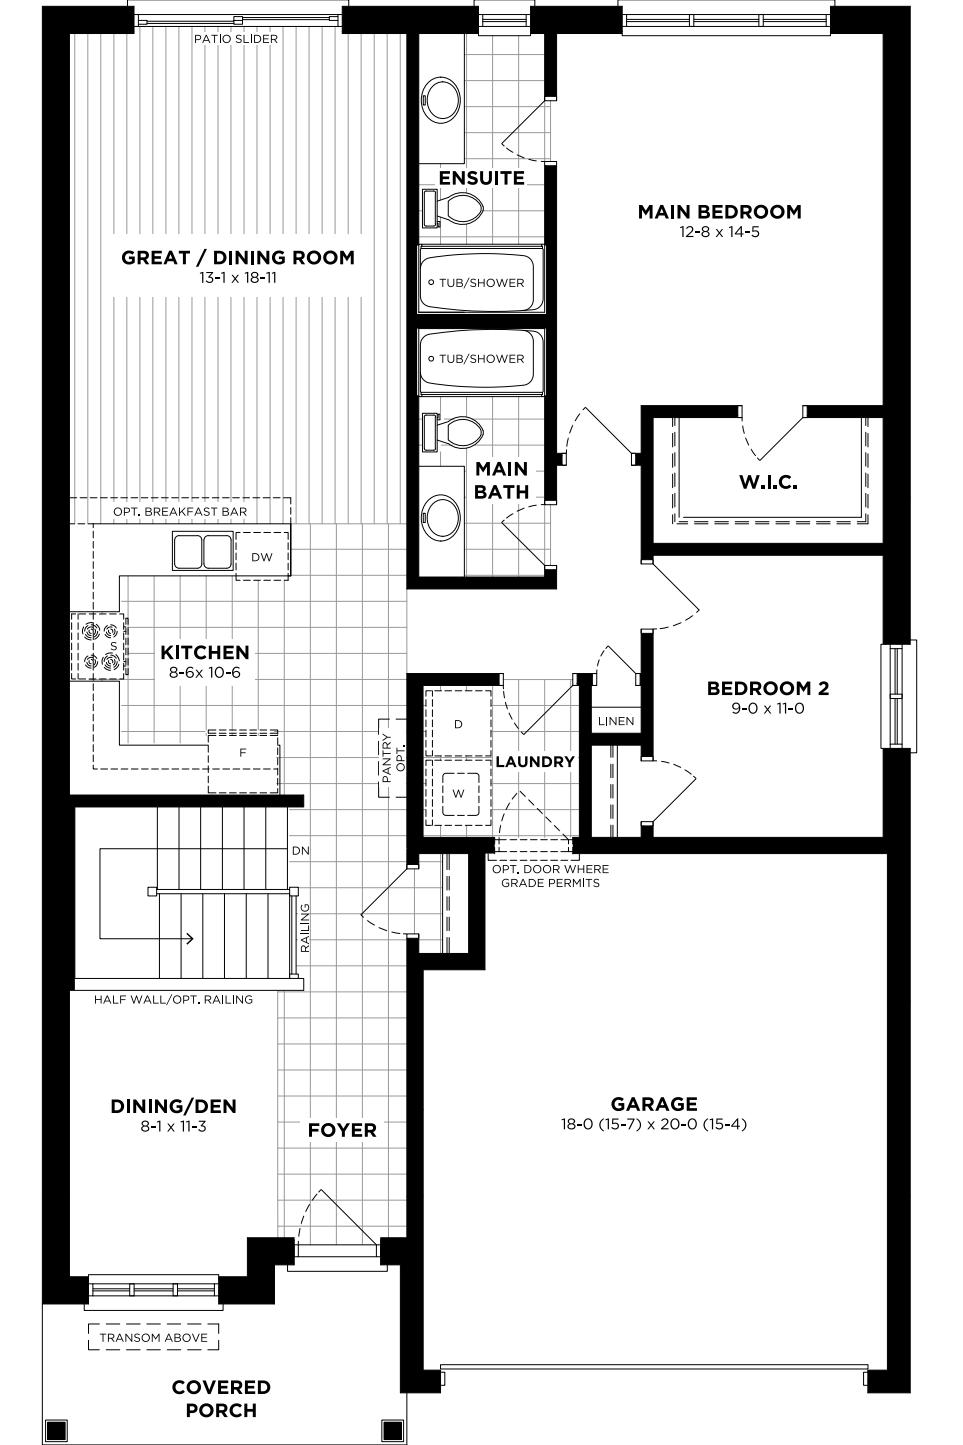 PATIO SLIDER
ENSUITE
MAIN BEDROOM
12-8 x 14-5
GREAT / DINING ROOM
13-1 x 18-11
TUB/SHOWER
TUB/SHOWER
MAIN
BATH
W.I.C.
OPT. BREAKFAST BAR
DW
S
KITCHEN
8-6x 10-6
BEDROOM 2
9-0 x 11-0
LINEN
D
F
PANTRY
OPT.
LAUNDRY
W
DN
OPT. DOOR WHERE
GRADE PERMITS
RAILING
HALF WALL/OPT. RAILING
DINING/DEN
8-1 x 11-3
FOYER
GARAGE
18-0 (15-7) x 20-0 (15-4)
TRANSOM ABOVE
COVERED
PORCH